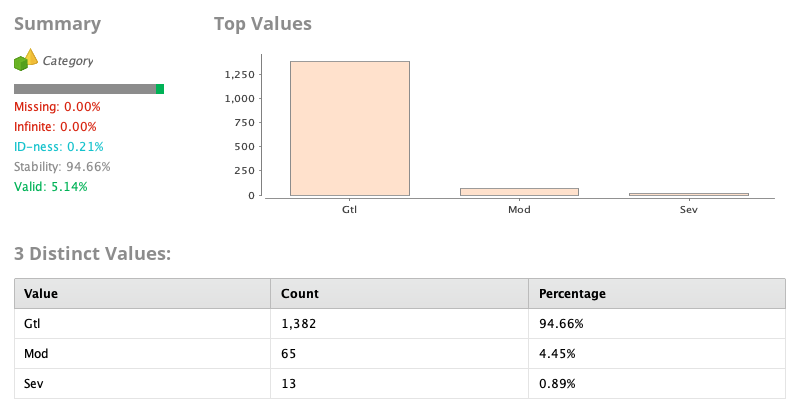 Summary
Category
Missing: 0.00%
Infinite: 0.00%
ID-ness: 0.21%
Stability: 94.66%
Valid: 5.14%
Top Values
1,250
1,000
750
500
250
0
Gtl Mod Sev
3 Distinct Values:
Value Count Percentage
Gtl 1,382 94.66%
Mod 65 4.45%
Sev 13 0.89%